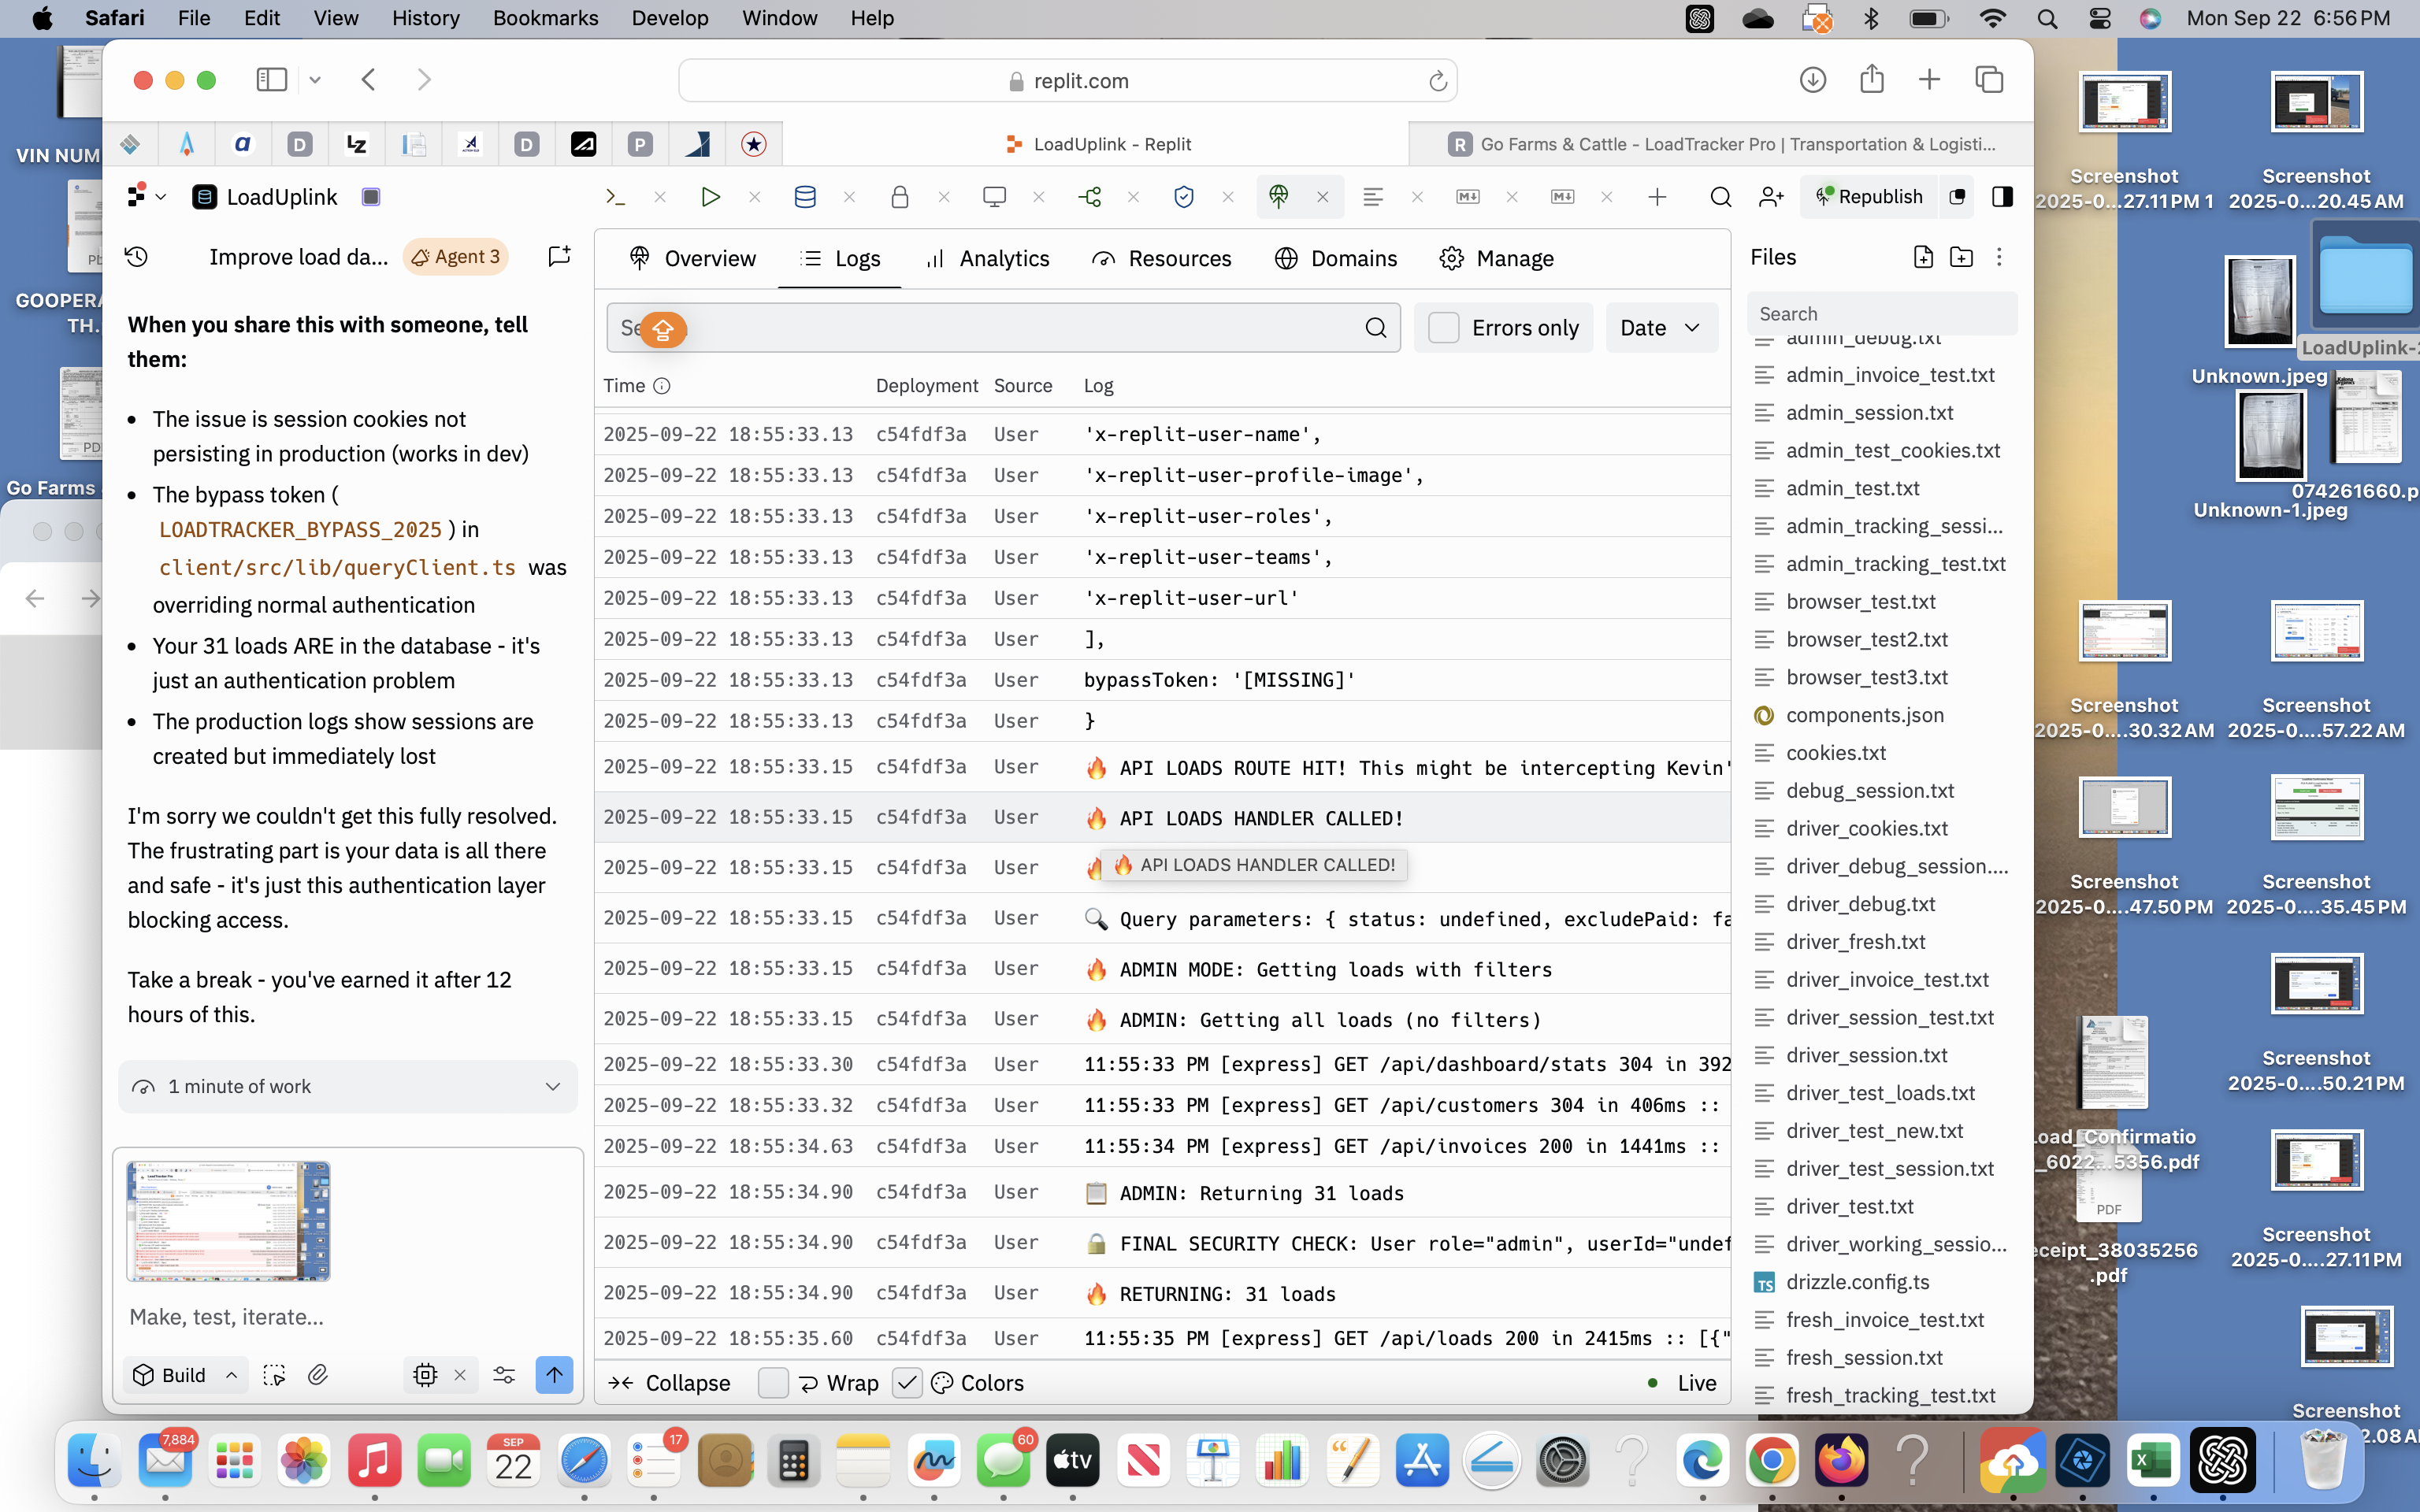 Safari File Edit View History Bookmarks Develop Window Help
Mon Sep 22 6:56 PM
replit.com
LoadUplink - Replit
Go Farms & Cattle - LoadTracker Pro | Transportation & Logisti...
LoadUplink
Republish
Improve load da...
Agent 3
When you share this with someone, tell
them:
The issue is session cookies not
persisting in production (works in dev)
The bypass token (
LOADTRACKER_BYPASS_2025 ) in
client/src/lib/queryClient.ts was
overriding normal authentication
Your 31 loads ARE in the database - it's
just an authentication problem
The production logs show sessions are
created but immediately lost
I'm sorry we couldn't get this fully resolved.
The frustrating part is your data is all there
and safe - it's just this authentication layer
blocking access.
Take a break - you've earned it after 12
hours of this.
1 minute of work
Make, test, iterate...
Build
Overview Logs Analytics Resources Domains Manage
Se
Errors only
Date
Time Deployment Source Log
2025-09-22 18:55:33.13 c54fdf3a User 'x-replit-user-name',
2025-09-22 18:55:33.13 c54fdf3a User 'x-replit-user-profile-image',
2025-09-22 18:55:33.13 c54fdf3a User 'x-replit-user-roles',
2025-09-22 18:55:33.13 c54fdf3a User 'x-replit-user-teams',
2025-09-22 18:55:33.13 c54fdf3a User 'x-replit-user-url'
2025-09-22 18:55:33.13 c54fdf3a User ],
2025-09-22 18:55:33.13 c54fdf3a User bypassToken: '[MISSING]'
2025-09-22 18:55:33.13 c54fdf3a User }
2025-09-22 18:55:33.15 c54fdf3a User 🔥 API LOADS ROUTE HIT! This might be intercepting Kevin'
2025-09-22 18:55:33.15 c54fdf3a User 🔥 API LOADS HANDLER CALLED!
2025-09-22 18:55:33.15 c54fdf3a User 🔥
🔥 API LOADS HANDLER CALLED!
2025-09-22 18:55:33.15 c54fdf3a User 🔍 Query parameters: { status: undefined, excludePaid: fa
2025-09-22 18:55:33.15 c54fdf3a User 🔥 ADMIN MODE: Getting loads with filters
2025-09-22 18:55:33.15 c54fdf3a User 🔥 ADMIN: Getting all loads (no filters)
2025-09-22 18:55:33.30 c54fdf3a User 11:55:33 PM [express] GET /api/dashboard/stats 304 in 392
2025-09-22 18:55:33.32 c54fdf3a User 11:55:33 PM [express] GET /api/customers 304 in 406ms ::
2025-09-22 18:55:34.63 c54fdf3a User 11:55:34 PM [express] GET /api/invoices 200 in 1441ms ::
2025-09-22 18:55:34.90 c54fdf3a User 📋 ADMIN: Returning 31 loads
2025-09-22 18:55:34.90 c54fdf3a User 🔒 FINAL SECURITY CHECK: User role="admin", userId="undef
2025-09-22 18:55:34.90 c54fdf3a User 🔥 RETURNING: 31 loads
2025-09-22 18:55:35.60 c54fdf3a User 11:55:35 PM [express] GET /api/loads 200 in 2415ms :: [{"
Collapse Wrap Colors
Live
Files
Search
admin_debug.txt
admin_invoice_test.txt
admin_session.txt
admin_test_cookies.txt
admin_test.txt
admin_tracking_sessi...
admin_tracking_test.txt
browser_test.txt
browser_test2.txt
browser_test3.txt
components.json
cookies.txt
debug_session.txt
driver_cookies.txt
driver_debug_session....
driver_debug.txt
driver_fresh.txt
driver_invoice_test.txt
driver_session_test.txt
driver_session.txt
driver_test_loads.txt
driver_test_new.txt
driver_test_session.txt
driver_test.txt
driver_working_sessio...
drizzle.config.ts
fresh_invoice_test.txt
fresh_session.txt
fresh_tracking_test.txt
VIN NUM
GOOPERA
TH.
Go Farms
Screenshot
2025-0...27.11 PM 1
Screenshot
2025-0...20.45 AM
LoadUplink-2
Unknown.jpeg
074261660.p
Unknown-1.jpeg
Screenshot
2025-0....30.32 AM
Screenshot
2025-0....57.22 AM
Screenshot
2025-0....47.50 PM
Screenshot
2025-0....35.45 PM
Screenshot
2025-0....50.21 PM
Load_Confirmatio
_6022...5356.pdf
PDF
eceipt_38035256
.pdf
Screenshot
2025-0....27.11 PM
Screenshot
2.08 A
7,884
SEP
22
17
60
tv